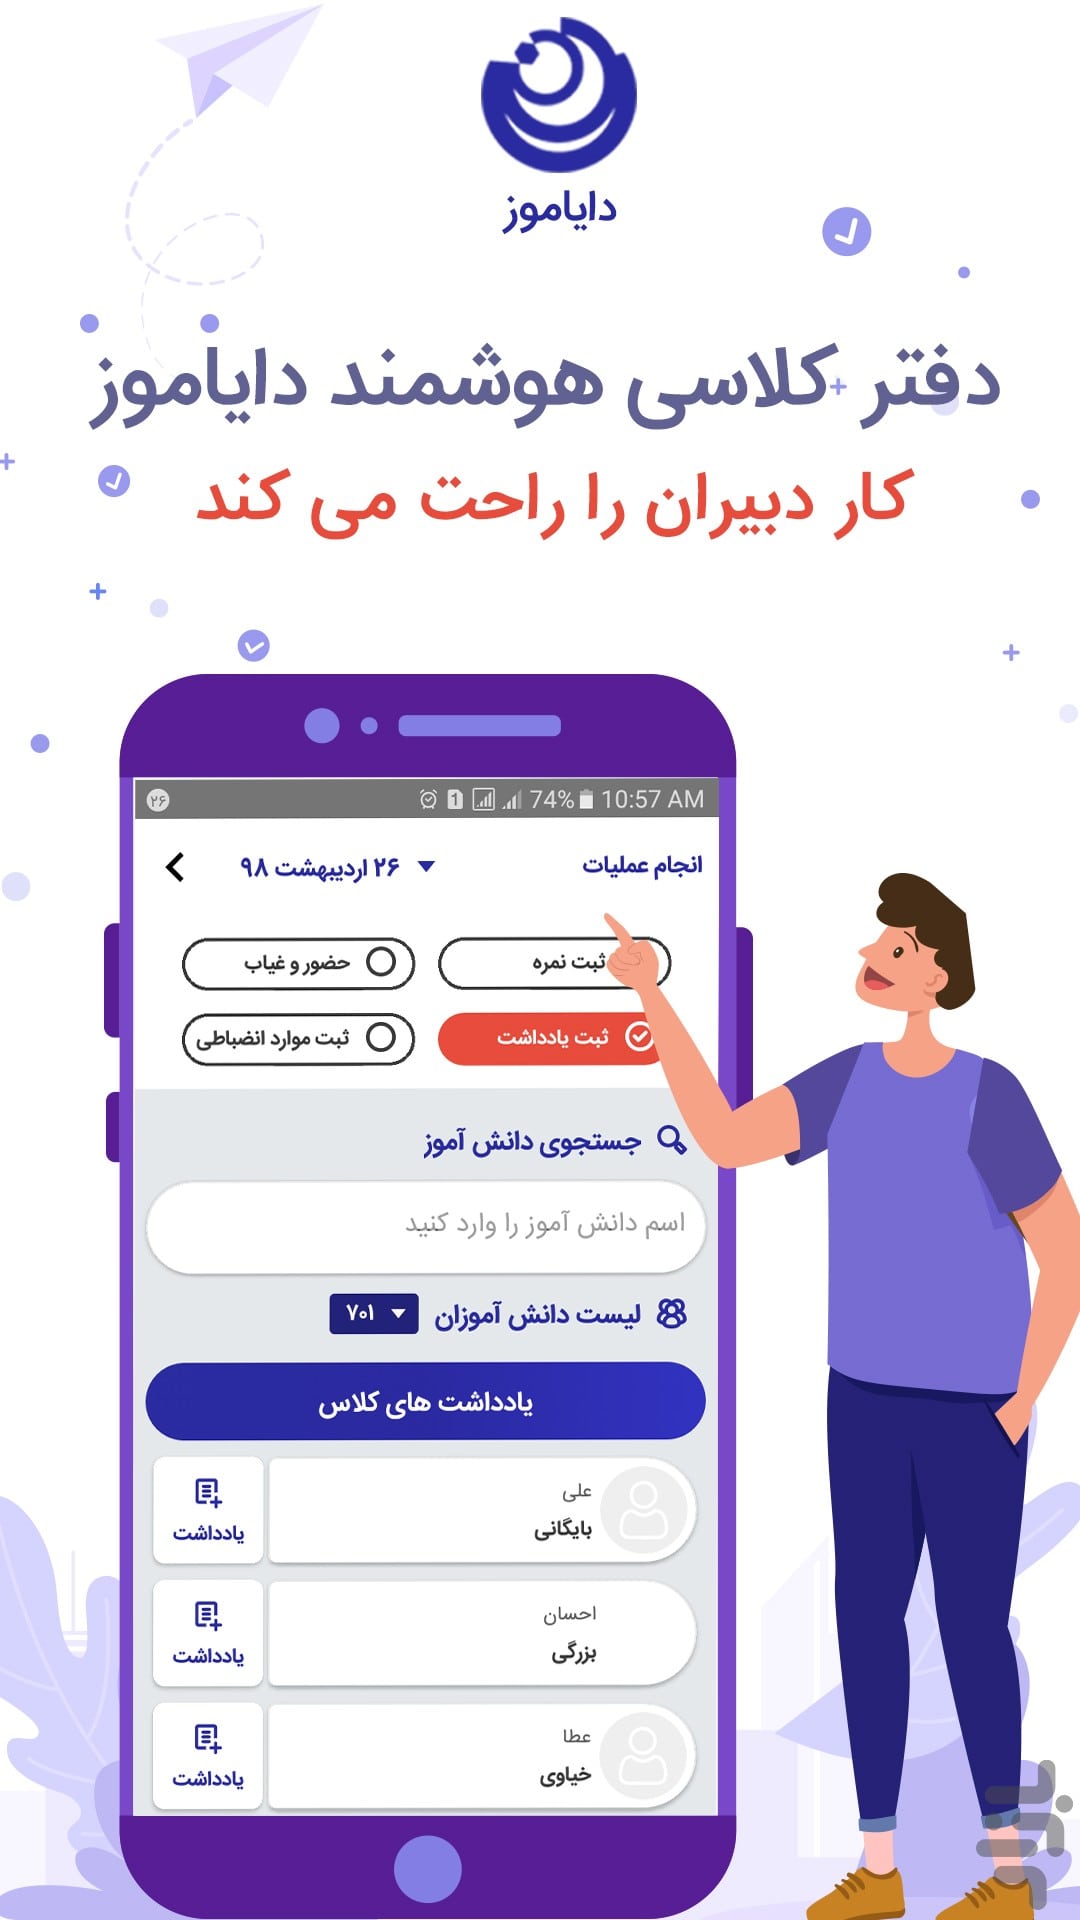 دایاموز
دفتر کلاسی هوشمند دایاموز
کار دبیران را راحت می کند
۲۶ 1 74% 10:57 AM
انجام عملیات ۲۶ اردیبهشت ۹۸
ثبت نمره حضور و غیاب
ثبت یادداشت ثبت موارد انضباطی
جستجوی دانش آموز
اسم دانش آموز را وارد کنید
لیست دانش آموزان ۷۰۱
یادداشت های کلاس
علی
بایگانی
یادداشت
احسان
بزرگی
یادداشت
عطا
خیاوی
یادداشت
بازار